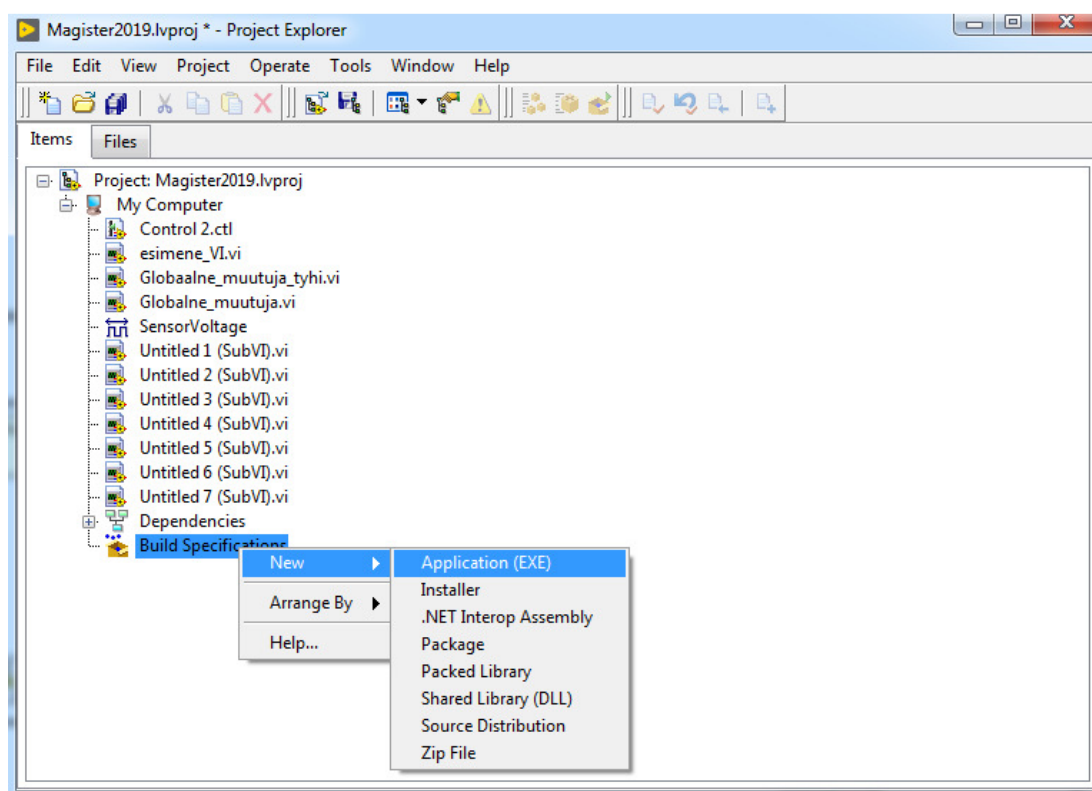 Magister2019.lvproj * - Project Explorer
File Edit View Project Operate Tools Window Help
Items Files
Project: Magister2019.lvproj
My Computer
Control 2.ctl
esimene_VI.vi
Globaalne_muutuja_tyhi.vi
Globalne_muutuja.vi
SensorVoltage
Untitled 1 (SubVI).vi
Untitled 2 (SubVI).vi
Untitled 3 (SubVI).vi
Untitled 4 (SubVI).vi
Untitled 5 (SubVI).vi
Untitled 6 (SubVI).vi
Untitled 7 (SubVI).vi
Dependencies
Build Specifications
New
Arrange By
Help...
Application (EXE)
Installer
.NET Interop Assembly
Package
Packed Library
Shared Library (DLL)
Source Distribution
Zip File